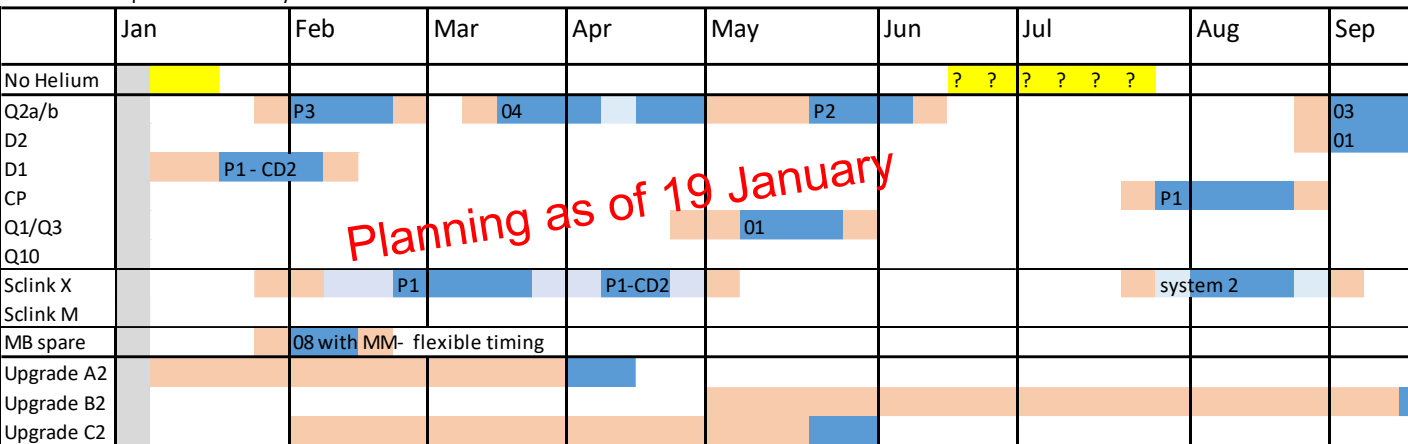 Jan Feb Mar Apr May Jun Jul Aug Sep
No Helium ? ? ? ? ? ?
Q2a/b P3 04 P2 03
D2 01
D1 P1 - CD2
CP P1
Q1/Q3 01
Q10
Planning as of 19 January
Sclink X P1 P1-CD2 system 2
Sclink M
MB spare 08 with MM- flexible timing
Upgrade A2
Upgrade B2
Upgrade C2